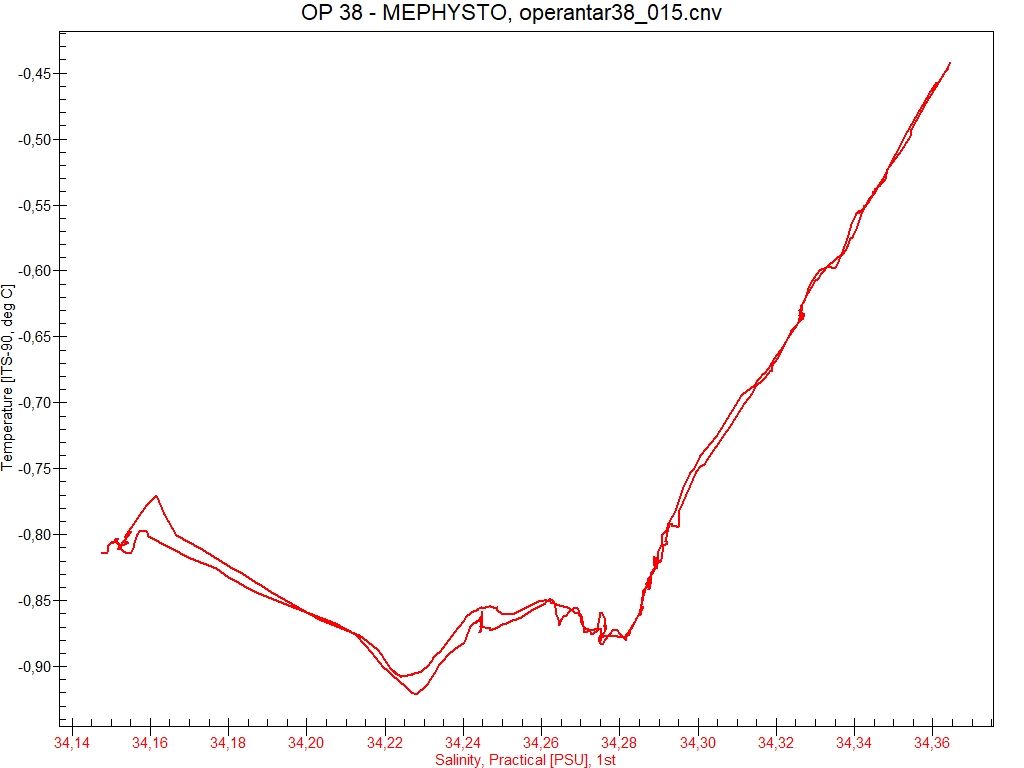 OP 38 - MEPHYSTO, operantar38_015.cnv
-0,45
-0,50
-0,55
-0,60
-0,65
-0,70
-0,75
-0,80
-0,85
-0,90
Temperature [ITS-90, deg C]
34,14 34,16 34,18 34,20 34,22 34,24 34,26 34,28 34,30 34,32 34,34 34,36
Salinity, Practical [PSU], 1st